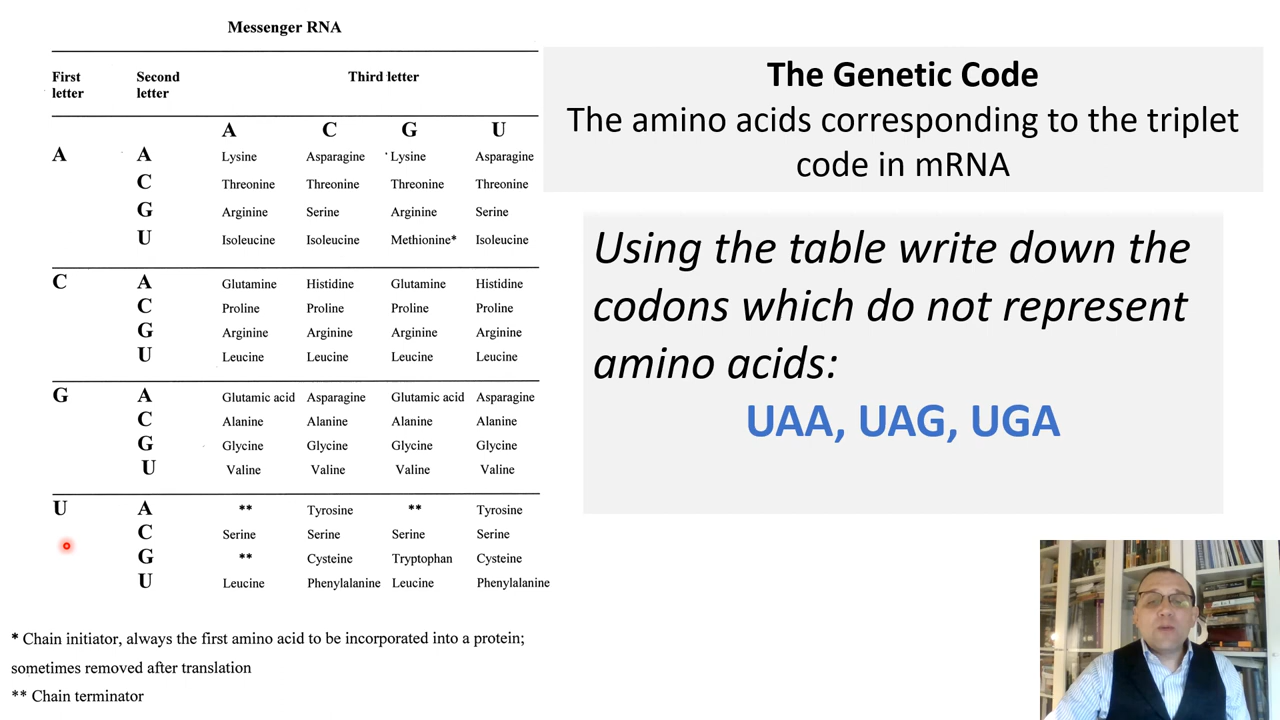 Messenger RNA
First letter Second letter Third letter
A C G U
A A Lysine Asparagine Lysine Asparagine
C Threonine Threonine Threonine Threonine
G Arginine Serine Arginine Serine
U Isoleucine Isoleucine Methionine* Isoleucine
C A Glutamine Histidine Glutamine Histidine
C Proline Proline Proline Proline
G Arginine Arginine Arginine Arginine
U Leucine Leucine Leucine Leucine
G A Glutamic acid Asparagine Glutamic acid Asparagine
C Alanine Alanine Alanine Alanine
G Glycine Glycine Glycine Glycine
U Valine Valine Valine Valine
U A ** Tyrosine ** Tyrosine
C Serine Serine Serine Serine
G ** Cysteine Tryptophan Cysteine
U Leucine Phenylalanine Leucine Phenylalanine
* Chain initiator, always the first amino acid to be incorporated into a protein;
sometimes removed after translation
** Chain terminator
The Genetic Code
The amino acids corresponding to the triplet
code in mRNA
Using the table write down the
codons which do not represent
amino acids:
UAA, UAG, UGA